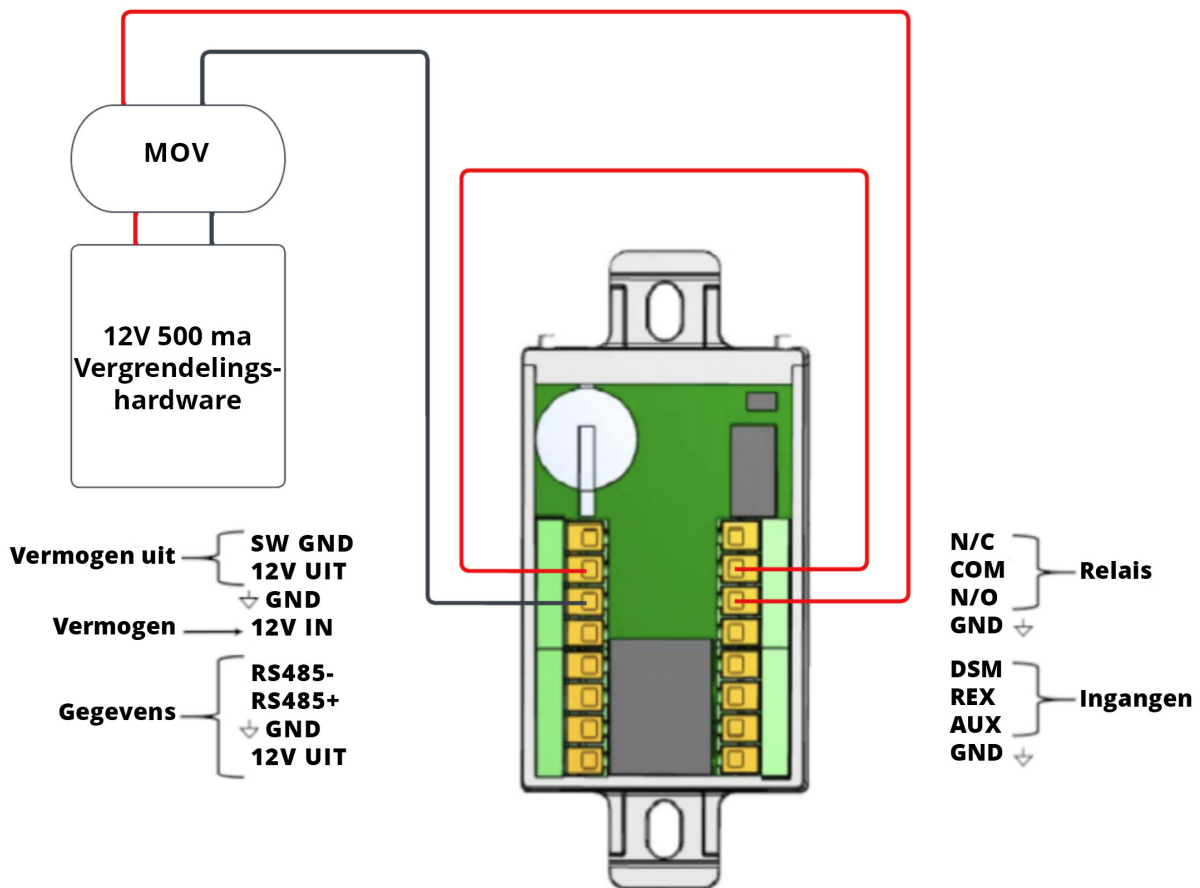 MOV
12V 500 ma
Vergrendelings-
hardware
Vermogen uit
SW GND
12V UIT
GND
Vermogen
12V IN
Gegevens
RS485-
RS485+
GND
12V UIT
N/C
COM
N/O
GND
Relais
DSM
REX
AUX
GND
Ingangen